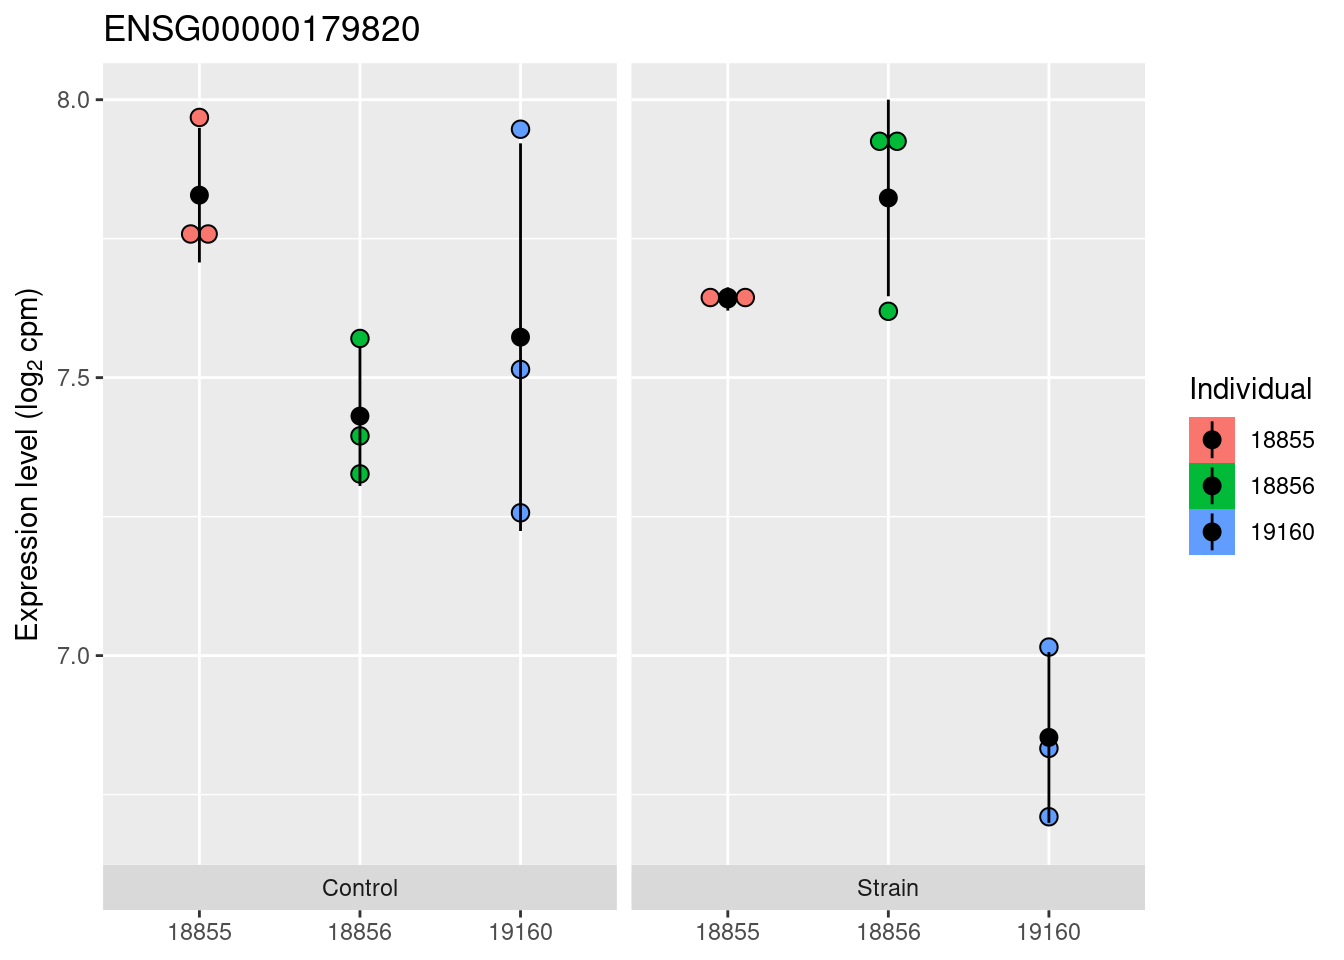 ENSG00000179820
Expression level (log₂ cpm)
8.0
7.5
7.0
Control
Strain
18855
18856
19160
18855
18856
19160
Individual
18855
18856
19160